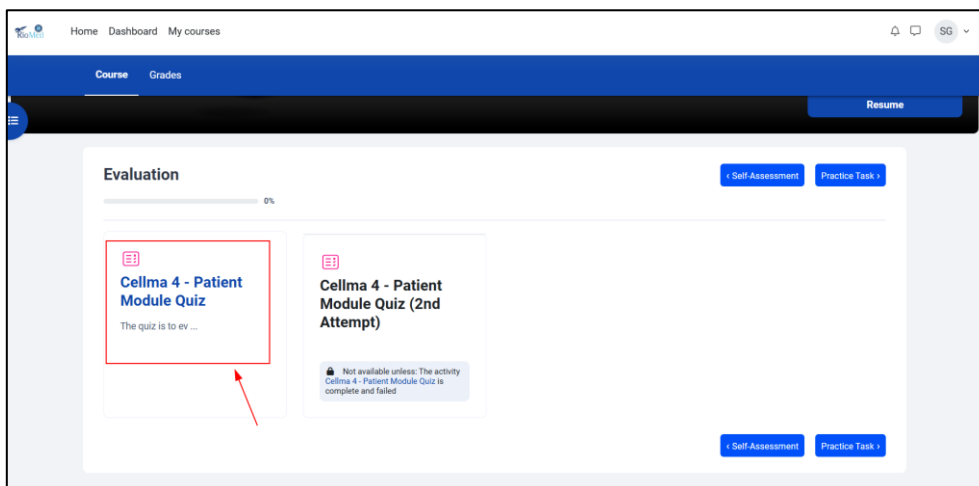 Home Dashboard My courses
SG
Course Grades
Resume
Evaluation
‹ Self-Assessment Practice Task ›
0%
Cellma 4 - Patient
Module Quiz
The quiz is to ev ...
Cellma 4 - Patient
Module Quiz (2nd
Attempt)
Not available unless: The activity
Cellma 4 - Patient Module Quiz is
complete and failed
‹ Self-Assessment Practice Task ›